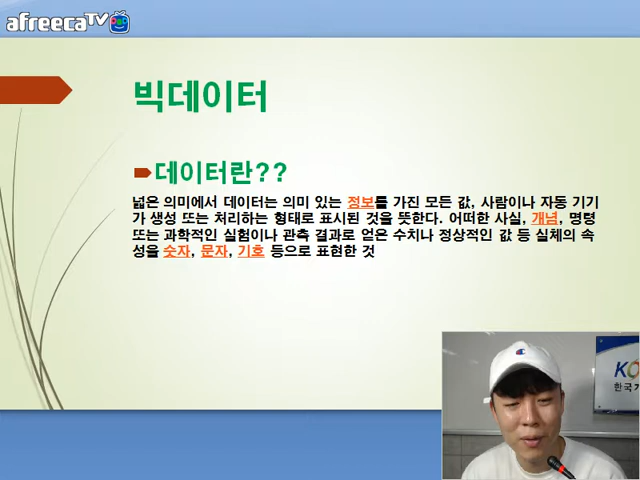 afreecaTV
빅데이터
데이터란??
넓은 의미에서 데이터는 의미 있는 정보를 가진 모든 값, 사람이나 자동 기기
가 생성 또는 처리하는 형태로 표시된 것을 뜻한다. 어떠한 사실, 개념, 명령
또는 과학적인 실험이나 관측 결과로 얻은 수치나 정상적인 값 등 실체의 속
성을 숫자, 문자, 기호 등으로 표현한 것
KO
한국기